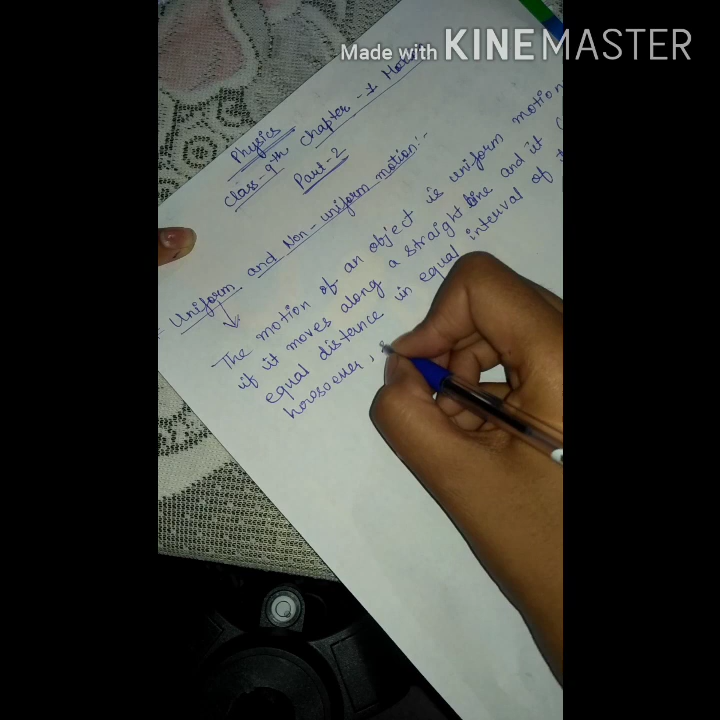 Made with KINEMASTER
Physics
Class-9th Chapter-1
Part-2
Uniform and Non-uniform motion:-
The motion of an object is uniform motion
if it moves along a straight line and it
equal distance in equal interval of
howsoever,